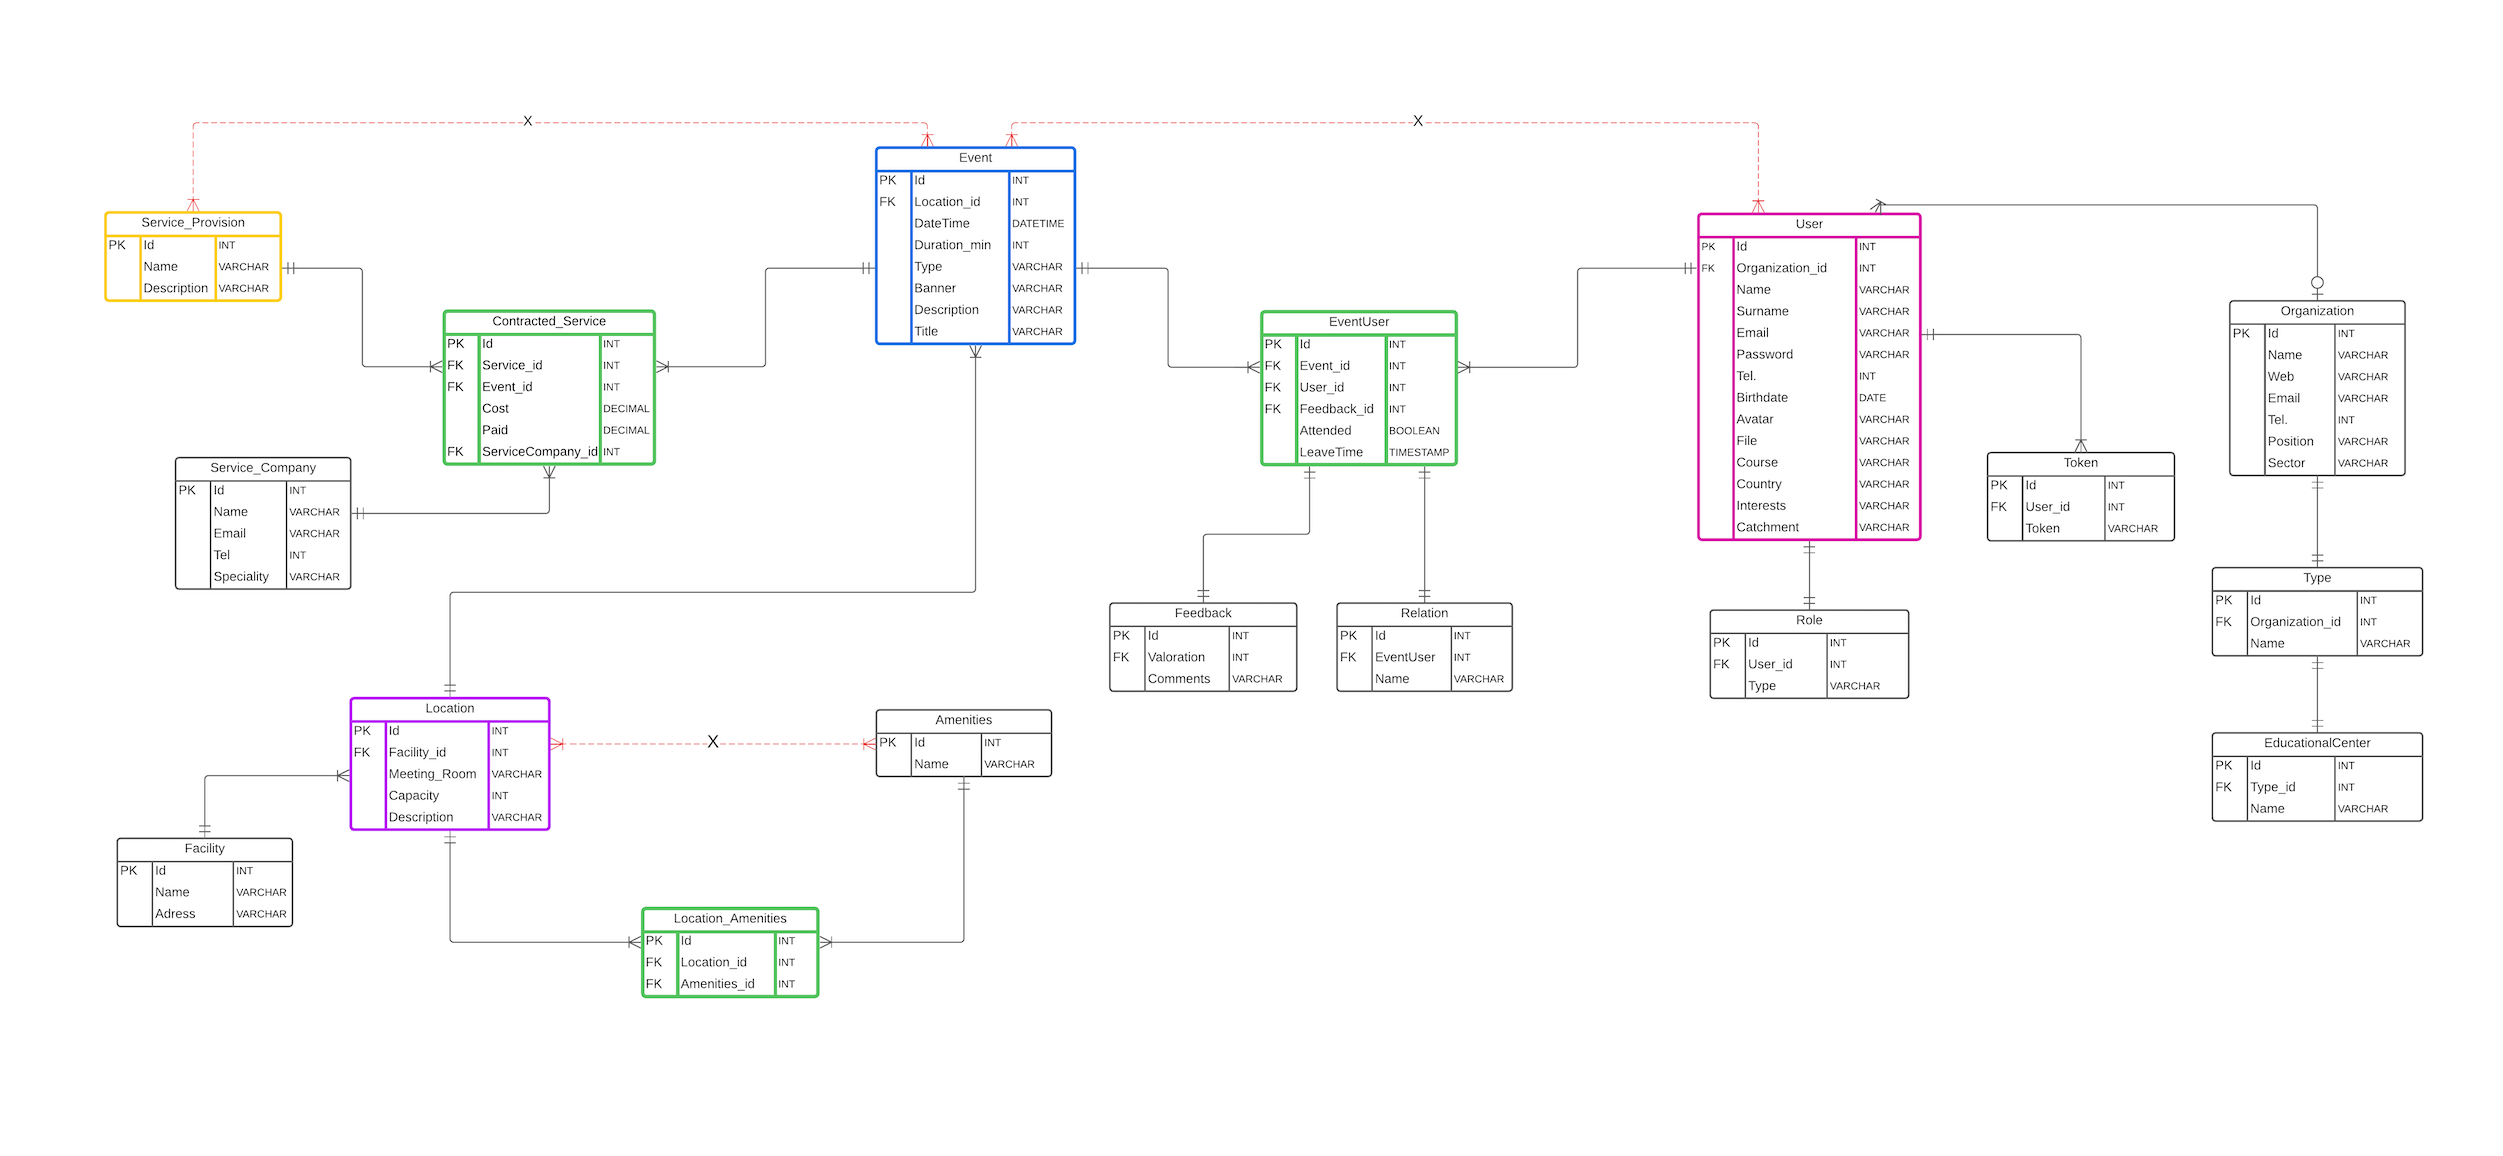 X
X
Event
PK Id INT
FK Location_id INT
DateTime DATETIME
Duration_min INT
Type VARCHAR
Banner VARCHAR
Description VARCHAR
Title VARCHAR
Service_Provision
PK Id INT
Name VARCHAR
Description VARCHAR
User
PK Id INT
FK Organization_id INT
Name VARCHAR
Surname VARCHAR
Email VARCHAR
Password VARCHAR
Tel. INT
Birthdate DATE
Avatar VARCHAR
File VARCHAR
Course VARCHAR
Country VARCHAR
Interests VARCHAR
Catchment VARCHAR
Contracted_Service
PK Id INT
FK Service_id INT
FK Event_id INT
Cost DECIMAL
Paid DECIMAL
FK ServiceCompany_id INT
EventUser
PK Id INT
FK Event_id INT
FK User_id INT
FK Feedback_id INT
Attended BOOLEAN
LeaveTime TIMESTAMP
Organization
PK Id INT
Name VARCHAR
Web VARCHAR
Email VARCHAR
Tel. INT
Position VARCHAR
Sector VARCHAR
Service_Company
PK Id INT
Name VARCHAR
Email VARCHAR
Tel INT
Speciality VARCHAR
Token
PK Id INT
FK User_id INT
Token VARCHAR
Type
PK Id INT
FK Organization_id INT
Name VARCHAR
Feedback
PK Id INT
FK Valoration INT
Comments VARCHAR
Relation
PK Id INT
FK EventUser INT
Name VARCHAR
Role
PK Id INT
FK User_id INT
Type VARCHAR
Location
PK Id INT
FK Facility_id INT
Meeting_Room VARCHAR
Capacity INT
Description VARCHAR
X
Amenities
PK Id INT
Name VARCHAR
EducationalCenter
PK Id INT
FK Type_id INT
Name VARCHAR
Facility
PK Id INT
Name VARCHAR
Adress VARCHAR
Location_Amenities
PK Id INT
FK Location_id INT
FK Amenities_id INT